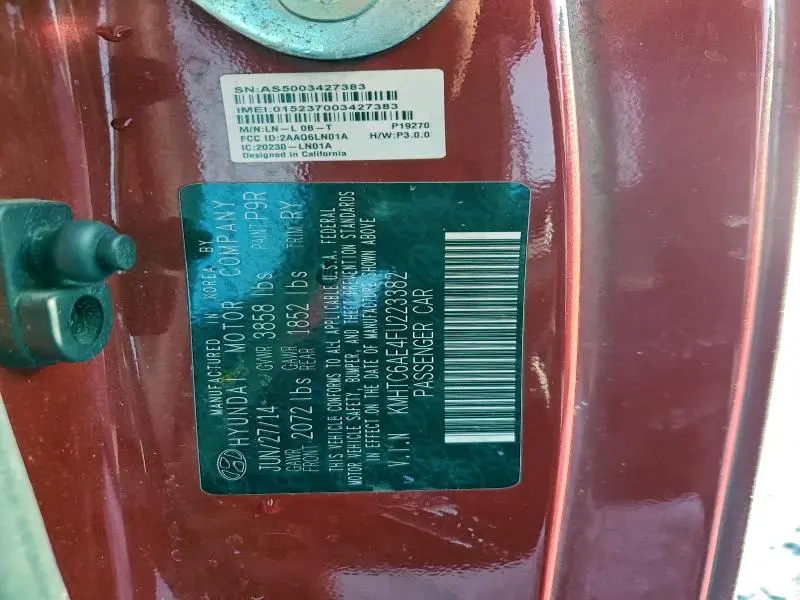 SN:AS5003427383
IMEI:015237003427383
M/N:LN-L 0B-T P19270
FCC ID:2AAQ6LN01A H/W:P3.0.0
IC:20230-LN01A
Designed in California
MANUFACTURED IN KOREA BY
HYUNDAI MOTOR COMPANY
JUN/27/14 GVWR 3858 lbs PAINT P9R
GAWR FRONT 2072 lbs GAWR REAR 1852 lbs TRIM RY
THIS VEHICLE CONFORMS TO ALL APPLICABLE U.S.A. FEDERAL
MOTOR VEHICLE SAFETY, BUMPER, AND THEFT PREVENTION STANDARDS
IN EFFECT ON THE DATE OF MANUFACTURE SHOWN ABOVE
V.I.N KMHTC6AE4FU223382
PASSENGER CAR